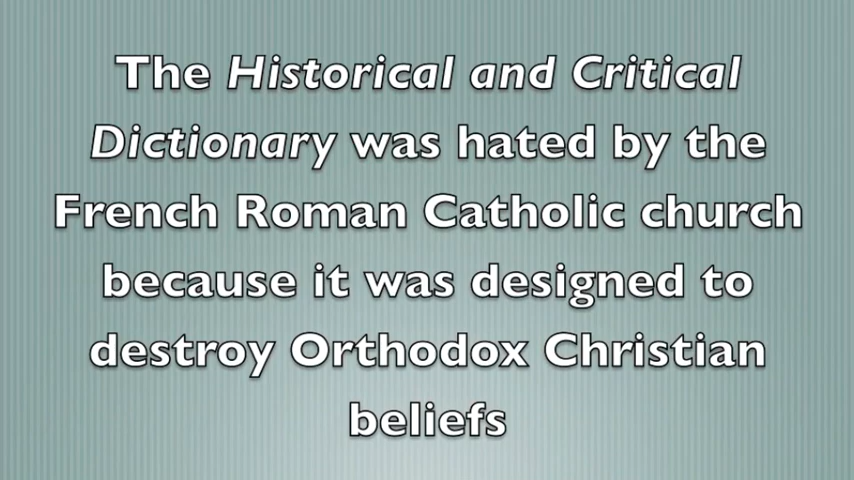 The Historical and Critical
Dictionary was hated by the
French Roman Catholic church
because it was designed to
destroy Orthodox Christian
beliefs